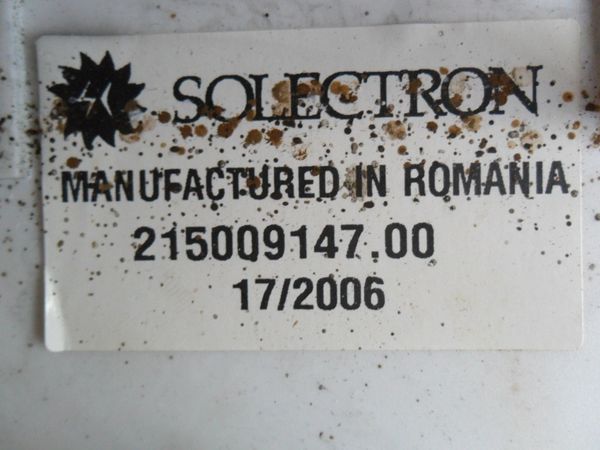 SOLECTRON
MANUFACTURED IN ROMANIA
215009147.00
17/2006